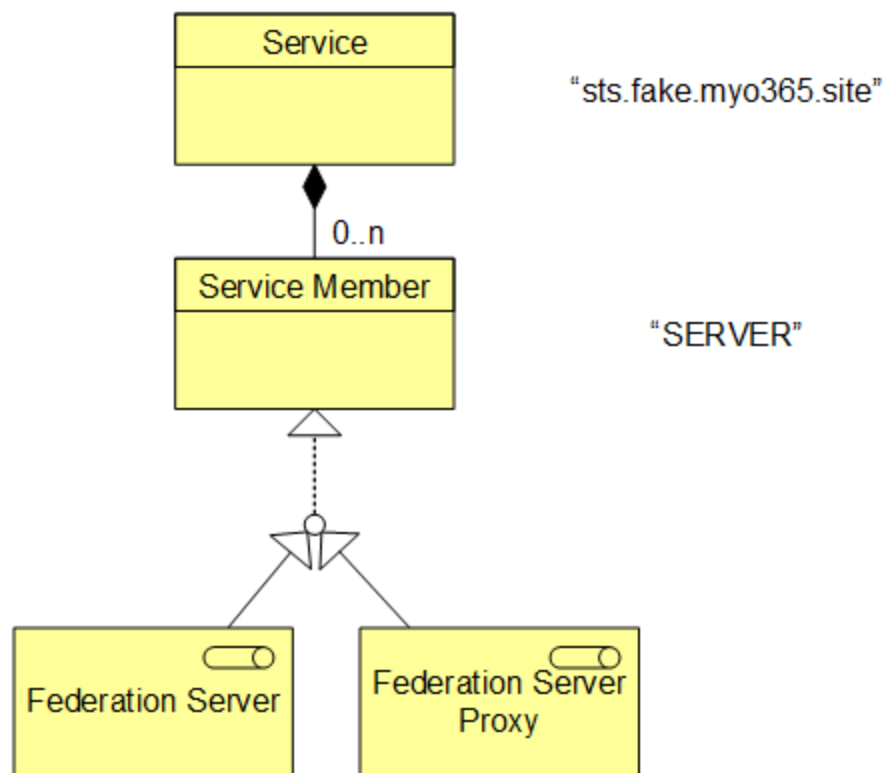 Service
“sts.fake.myo365.site”
0..n
Service Member
“SERVER”
Federation Server
Federation Server
Proxy